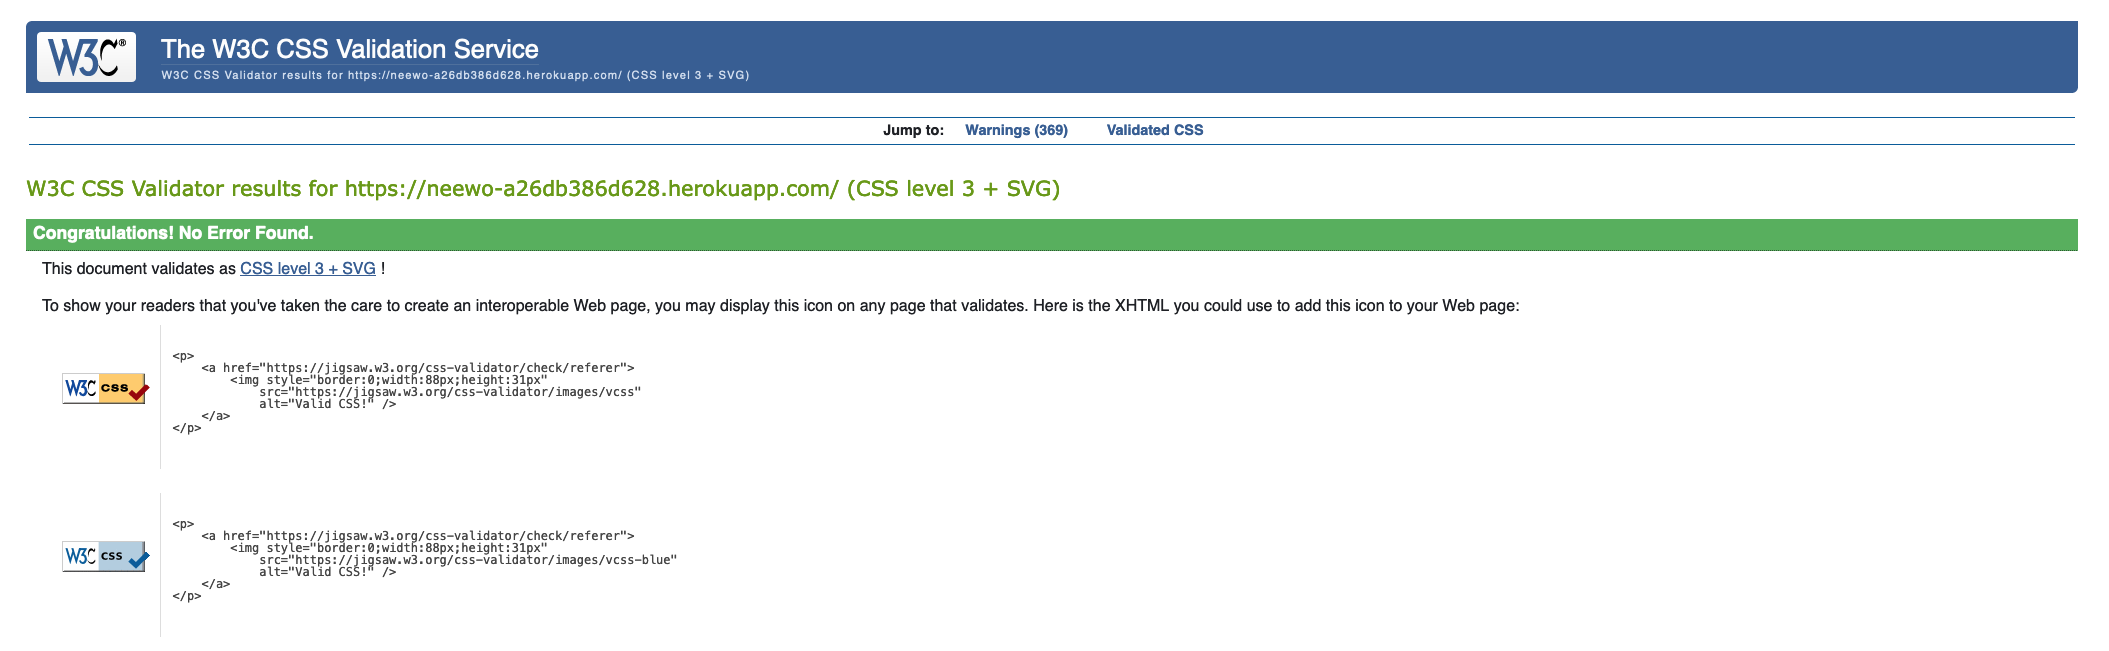 W3C®
The W3C CSS Validation Service
W3C CSS Validator results for https://neewo-a26db386d628.herokuapp.com/ (CSS level 3 + SVG)
Jump to: Warnings (369) Validated CSS
W3C CSS Validator results for https://neewo-a26db386d628.herokuapp.com/ (CSS level 3 + SVG)
Congratulations! No Error Found.
This document validates as CSS level 3 + SVG !
To show your readers that you've taken the care to create an interoperable Web page, you may display this icon on any page that validates. Here is the XHTML you could use to add this icon to your Web page:
W3C css
<p>
    <a href="https://jigsaw.w3.org/css-validator/check/referer">
        <img style="border:0;width:88px;height:31px"
            src="https://jigsaw.w3.org/css-validator/images/vcss"
            alt="Valid CSS!" />
    </a>
</p>
W3C css
<p>
    <a href="https://jigsaw.w3.org/css-validator/check/referer">
        <img style="border:0;width:88px;height:31px"
            src="https://jigsaw.w3.org/css-validator/images/vcss-blue"
            alt="Valid CSS!" />
    </a>
</p>